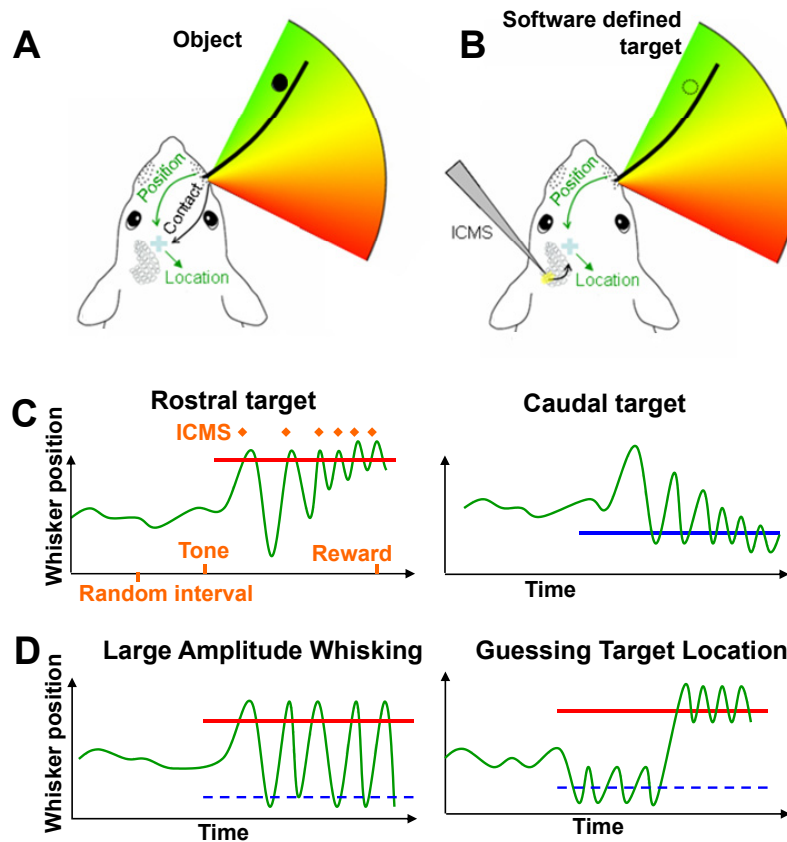 A
Object
Position
Contact
Location
B
Software defined
target
Position
ICMS
Location
C
Rostral target
ICMS
Whisker position
Tone
Reward
Random interval
Caudal target
Time
D
Large Amplitude Whisking
Whisker position
Time
Guessing Target Location
Time